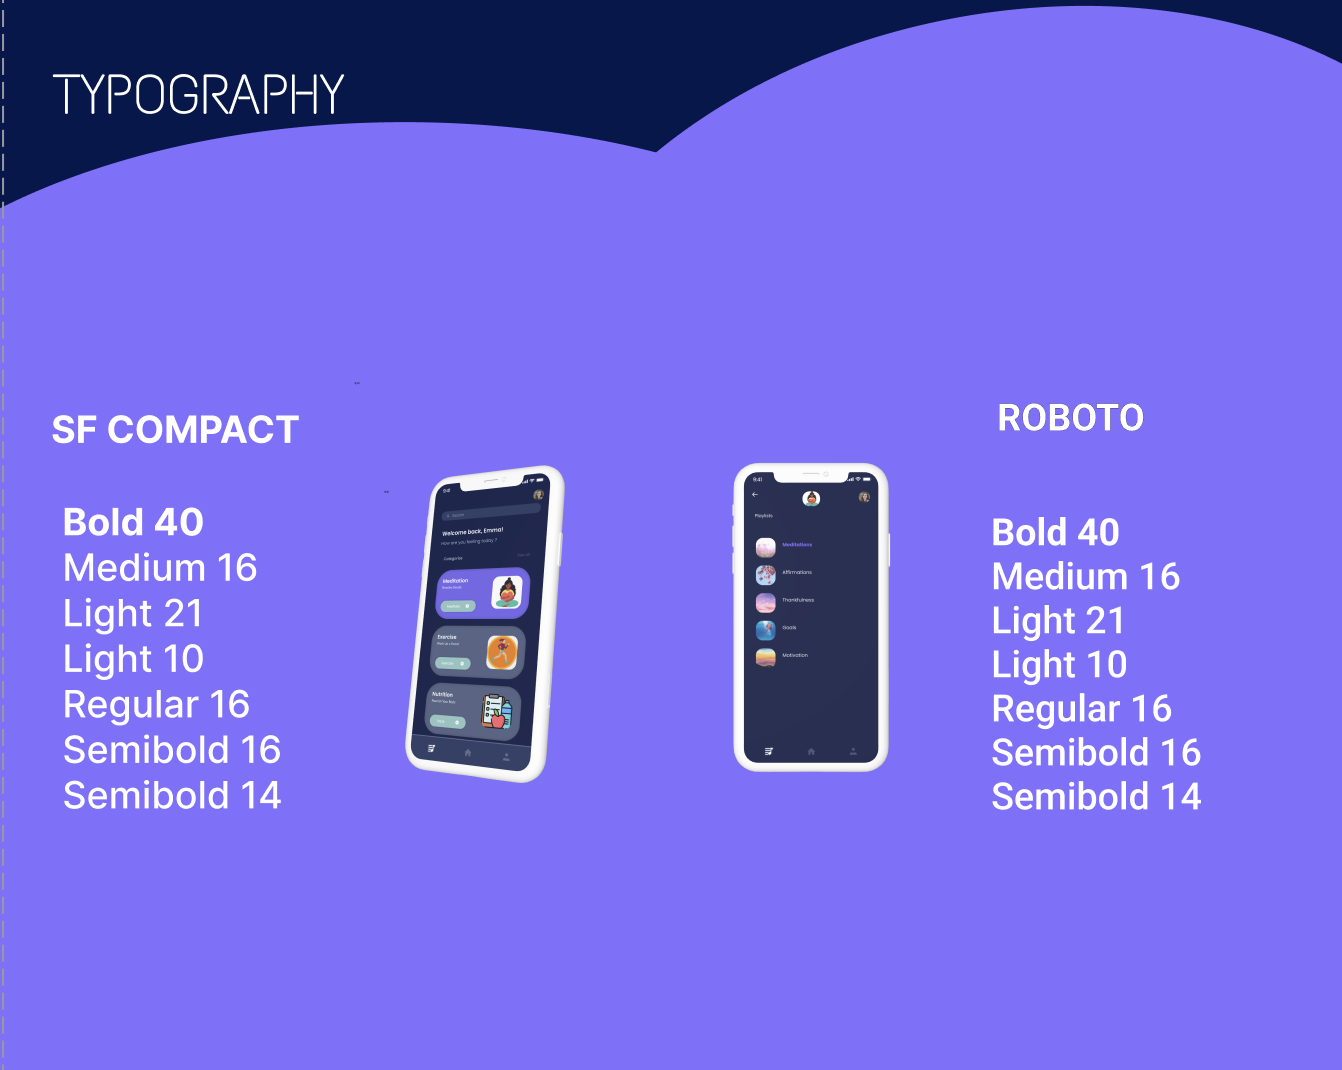 TYPOGRAPHY
SF COMPACT
Bold 40
Medium 16
Light 21
Light 10
Regular 16
Semibold 16
Semibold 14
9:41
Search
Welcome back, Emma!
How are you feeling today ?
Categories
Meditation
Exercise
Nutrition
9:41
Playlists
Meditations
Affirmations
Thankfulness
Goals
Motivation
ROBOTO
Bold 40
Medium 16
Light 21
Light 10
Regular 16
Semibold 16
Semibold 14